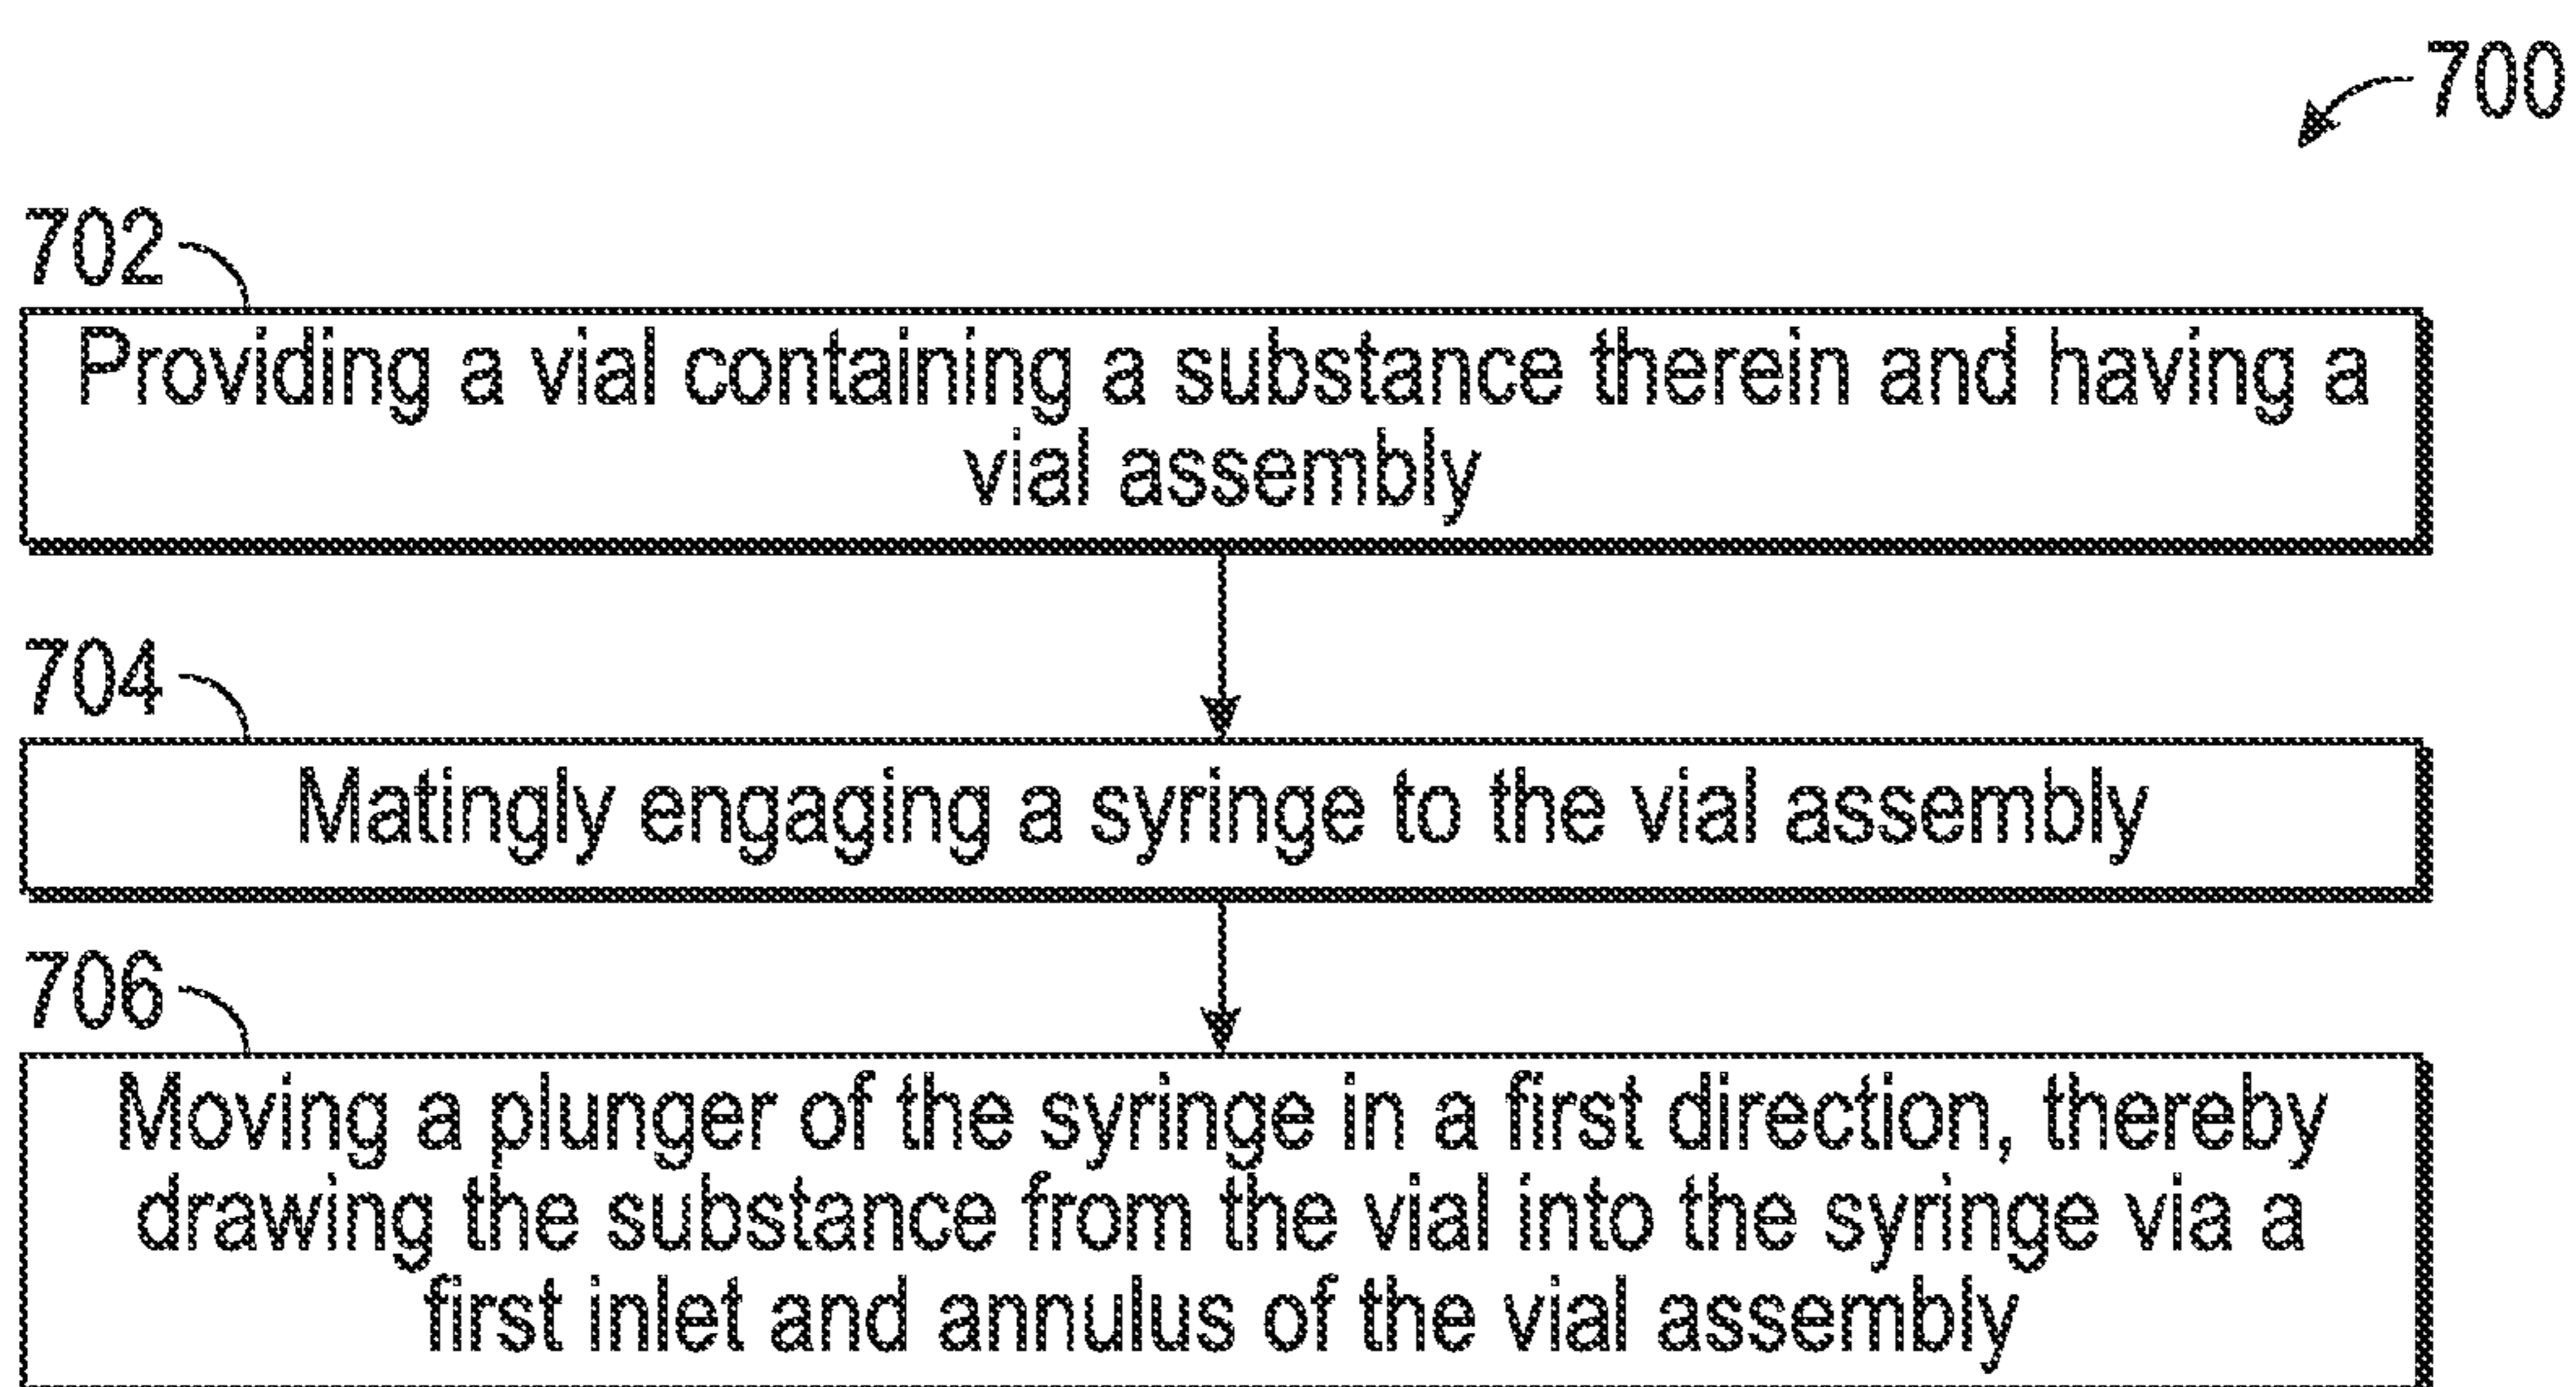 700
702
Providing a vial containing a substance therein and having a
vial assembly
704
Matingly engaging a syringe to the vial assembly
706
Moving a plunger of the syringe in a first direction, thereby
drawing the substance from the vial into the syringe via a
first inlet and annulus of the vial assembly